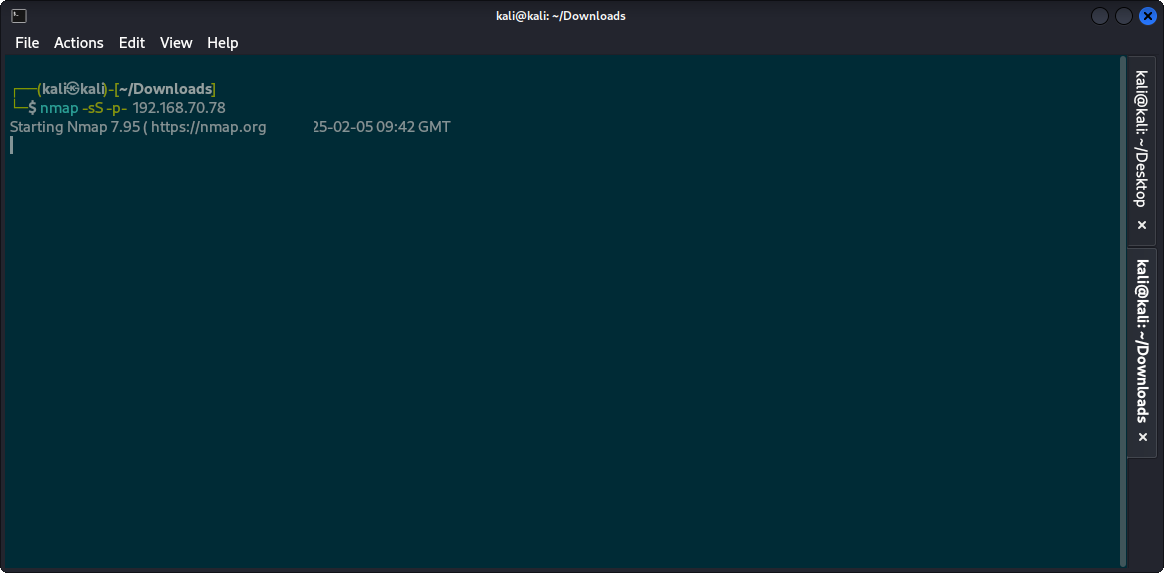 kali@kali: ~/Downloads
File Actions Edit View Help
┌──(kali㉿kali)-[~/Downloads]
└─$ nmap -sS -p- 192.168.70.78
Starting Nmap 7.95 ( https://nmap.org 25-02-05 09:42 GMT
kali@kali: ~/Desktop
kali@kali: ~/Downloads